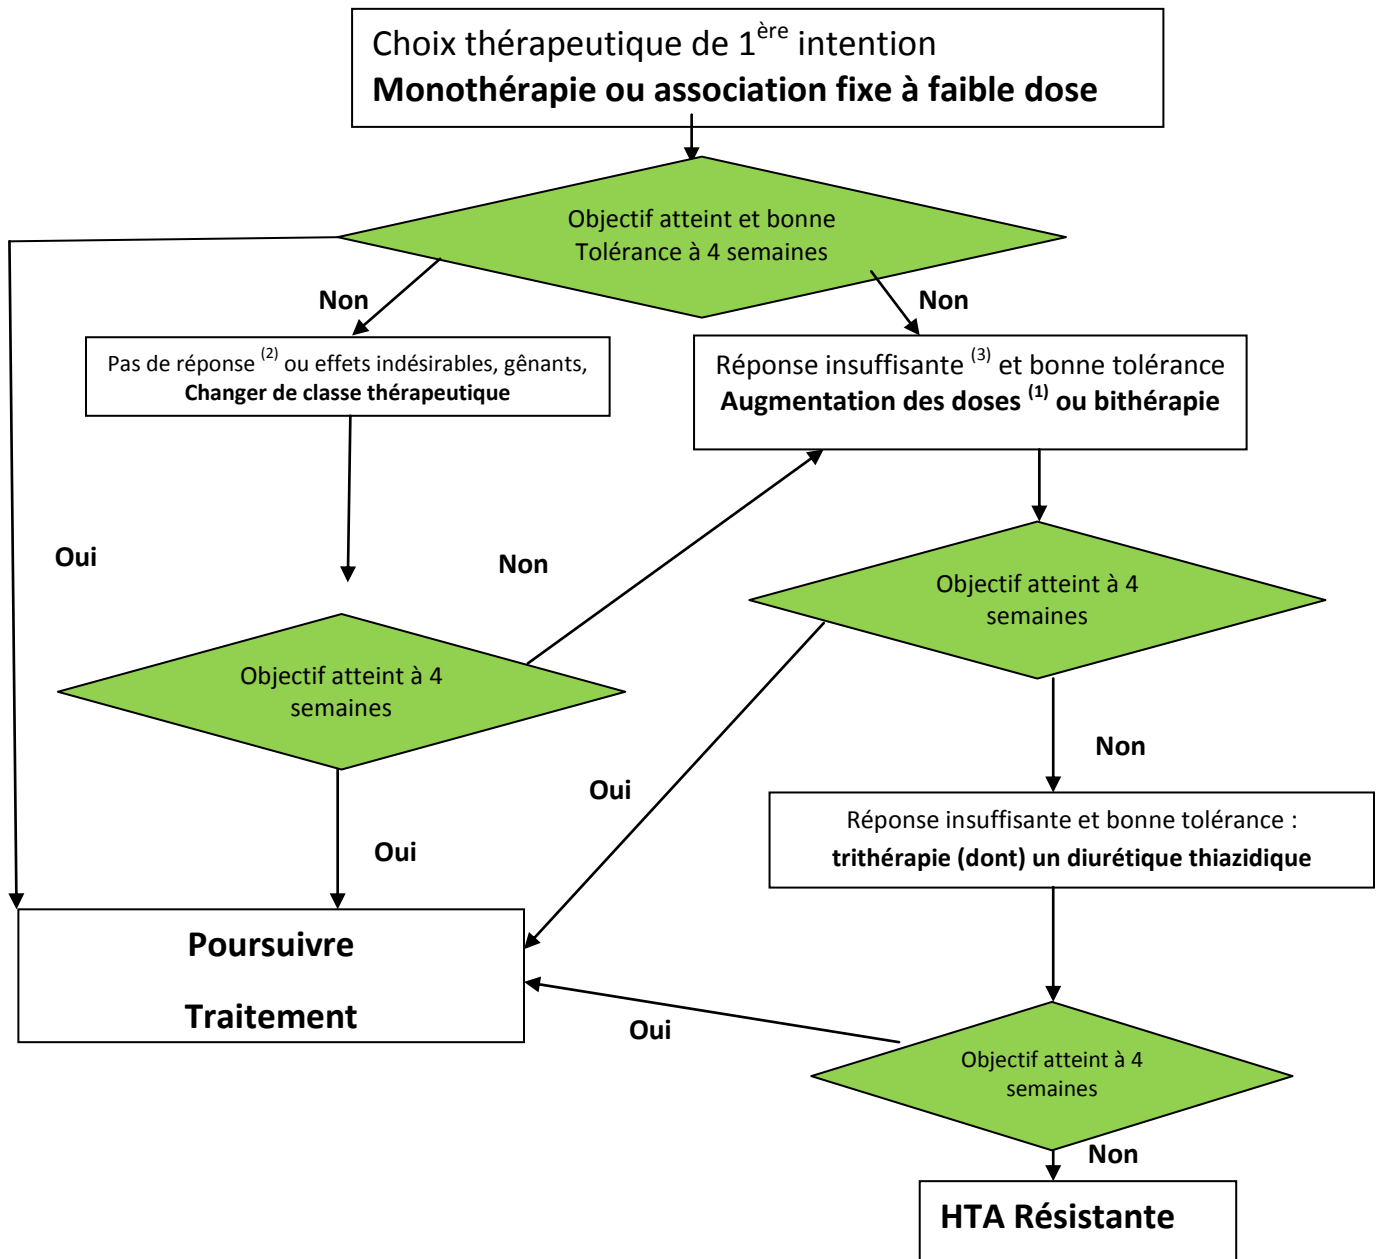 Choix thérapeutique de 1ère intention
Monothérapie ou association fixe à faible dose
Objectif atteint et bonne
Tolérance à 4 semaines
Non
Non
Pas de réponse (2) ou effets indésirables, gênants,
Changer de classe thérapeutique
Réponse insuffisante (3) et bonne tolérance
Augmentation des doses (1) ou bithérapie
Oui
Non
Objectif atteint à 4
semaines
Objectif atteint à 4
semaines
Non
Oui
Oui
Réponse insuffisante et bonne tolérance :
trithérapie (dont) un diurétique thiazidique
Poursuivre
Traitement
Oui
Objectif atteint à 4
semaines
Non
HTA Résistante